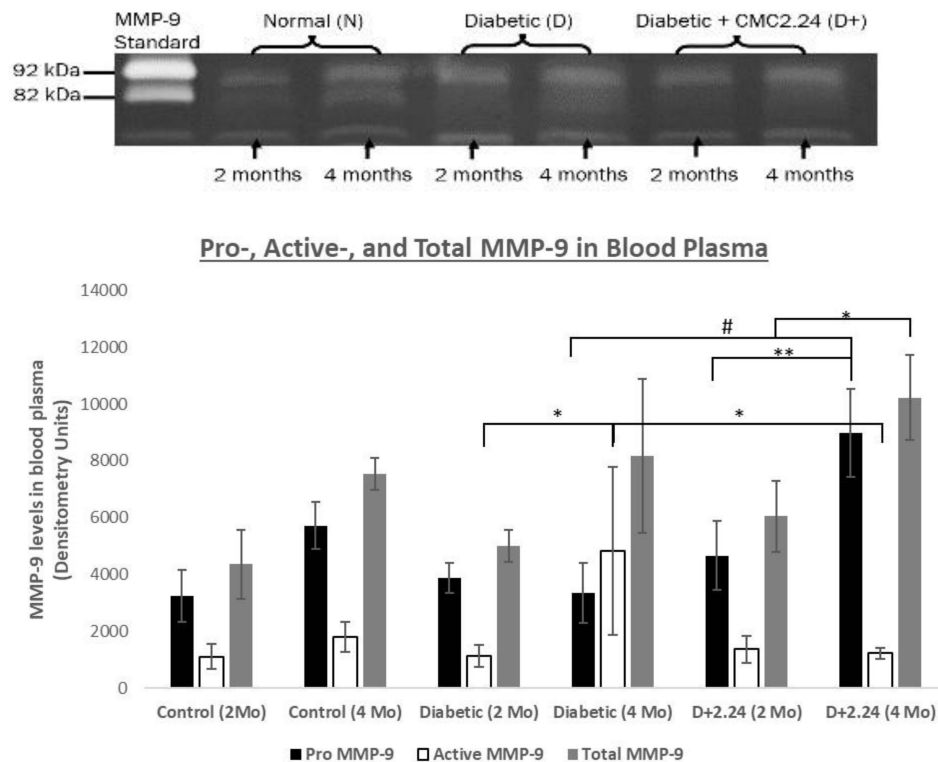 MMP-9
Standard
Normal (N)
Diabetic (D)
Diabetic + CMC2.24 (D+)
92 kDa
82 kDa
2 months
4 months
2 months
4 months
2 months
4 months
Pro-, Active-, and Total MMP-9 in Blood Plasma
MMP-9 levels in blood plasma
(Densitometry Units)
14000
12000
10000
8000
6000
4000
2000
0
#
*
**
*
*
Control (2Mo)
Control (4 Mo)
Diabetic (2 Mo)
Diabetic (4 Mo)
D+2.24 (2 Mo)
D+2.24 (4 Mo)
Pro MMP-9
Active MMP-9
Total MMP-9